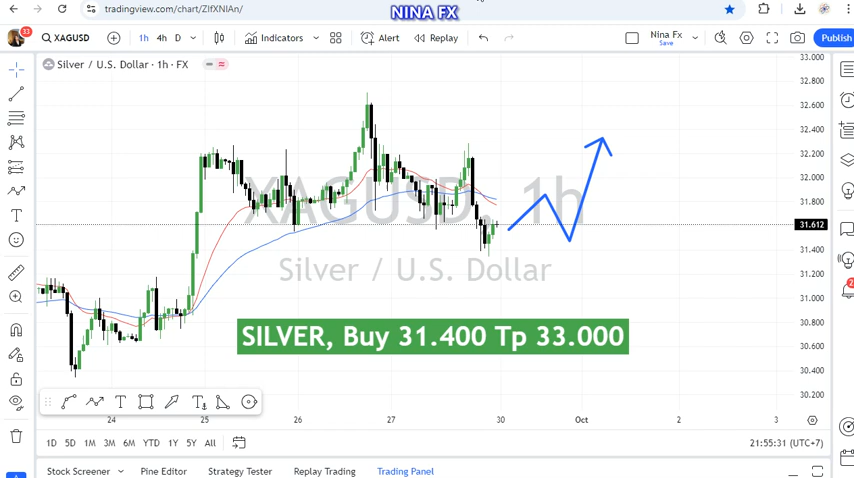 NINA FX
tradingview.com/chart/ZIfXNIAn/
33
XAGUSD
1h 4h D
Indicators
Alert
Replay
Nina Fx
Save
Publish
Silver / U.S. Dollar · 1h · FX
XAGUSD, 1h
Silver / U.S. Dollar
SILVER, Buy 31.400 Tp 33.000
33.000
32.800
32.600
32.400
32.200
32.000
31.800
31.612
31.400
31.200
31.000
30.800
30.600
30.400
30.200
24 25 26 27 30 Oct 2 3
1D 5D 1M 3M 6M YTD 1Y 5Y All
21:55:31 (UTC+7)
Stock Screener Pine Editor Strategy Tester Replay Trading Trading Panel